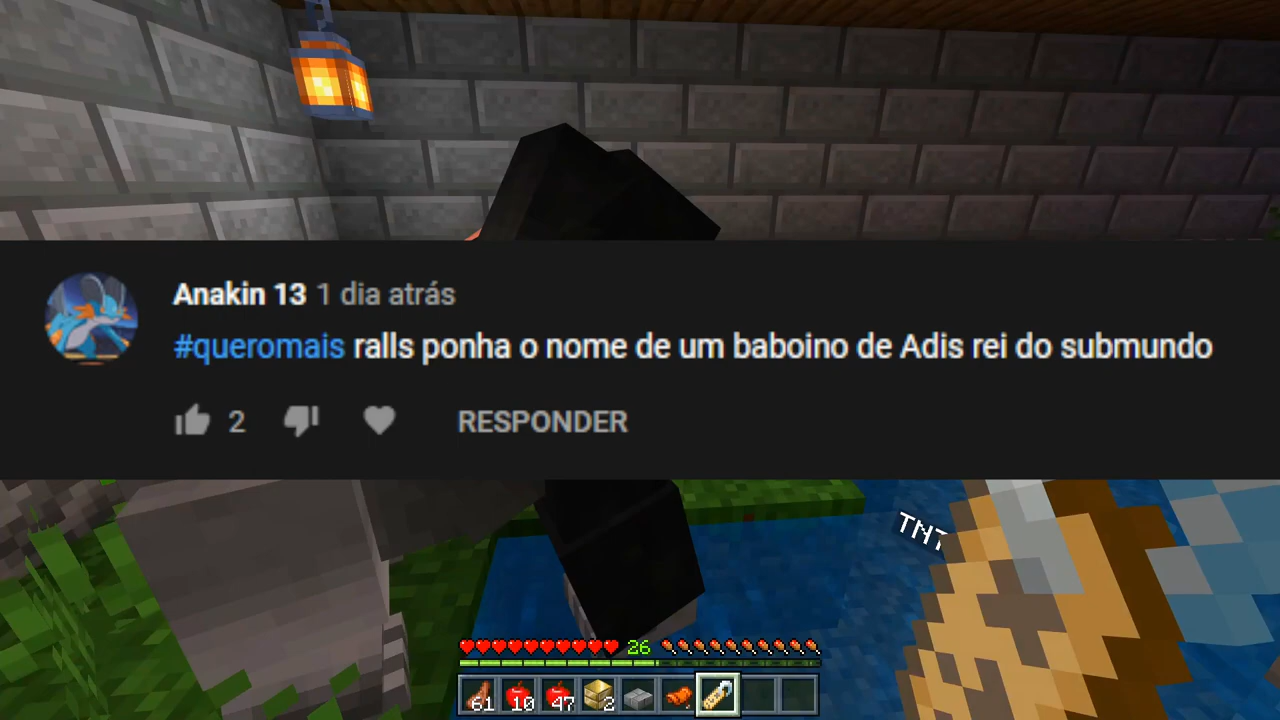 Anakin 13 1 dia atrás
#queromais ralls ponha o nome de um baboino de Adis rei do submundo
2 RESPONDER
TNT
26
61 10 47 2